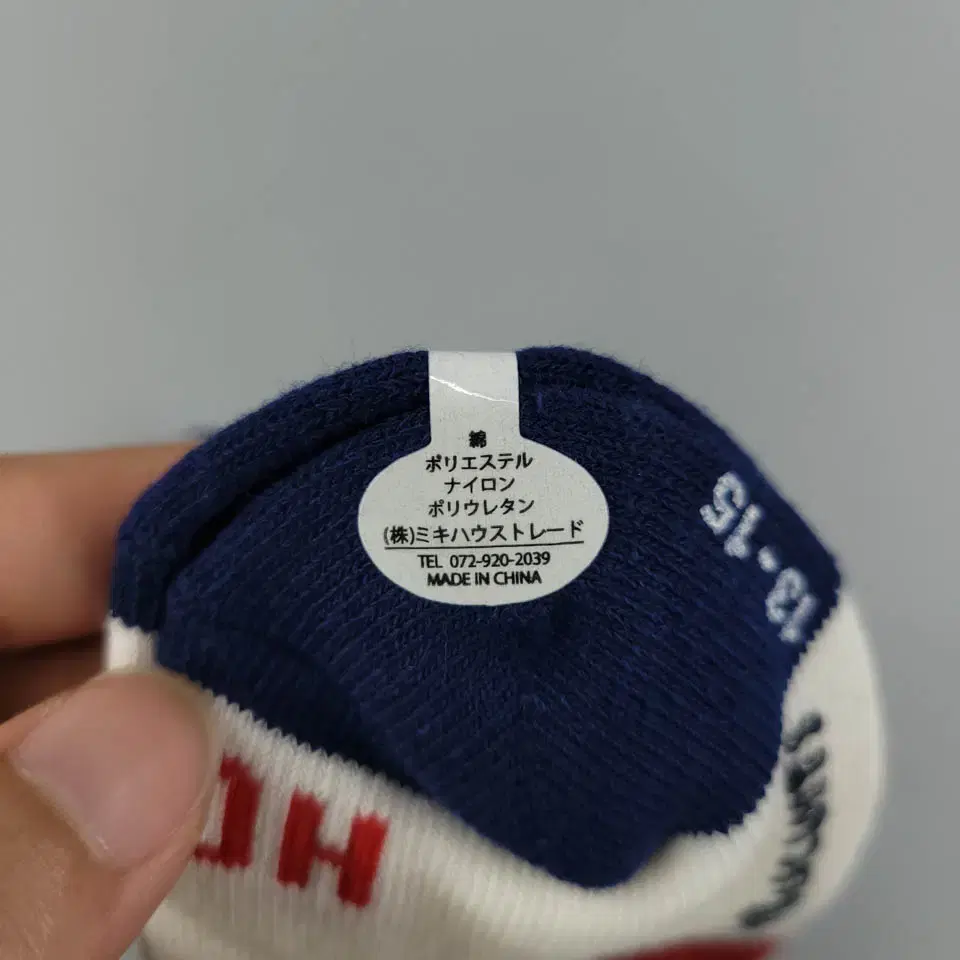 綿
ポリエステル
ナイロン
ポリウレタン
(株)ミキハウストレード
TEL 072-920-2039
MADE IN CHINA
13-15